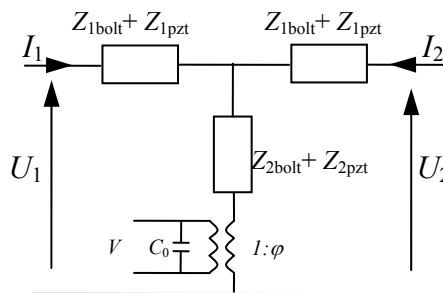 Z1bolt+ Z1pzt Z1bolt+ Z1pzt
I1 I2
U1 U2
Z2bolt+ Z2pzt
V C0 1:φ